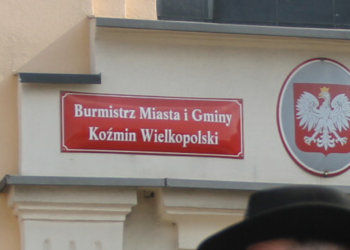 Burmistrz Miasta i Gminy
Koźmin Wielkopolski